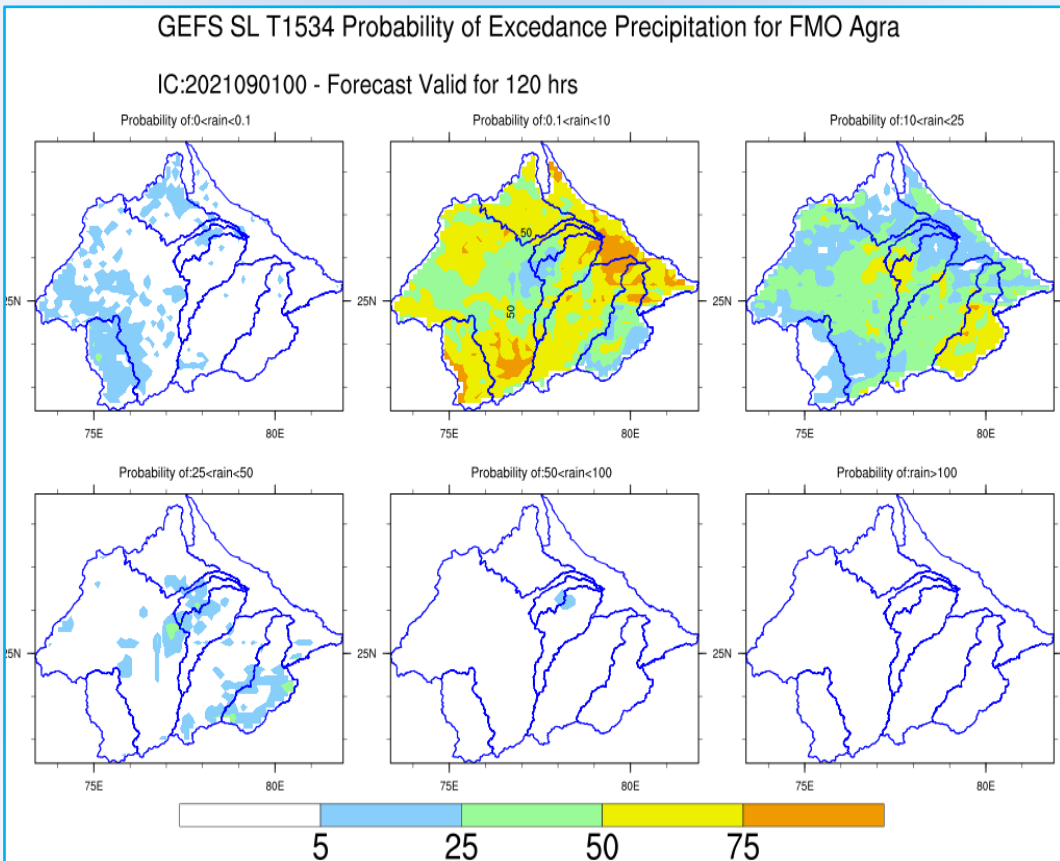 GEFS SL T1534 Probability of Excedance Precipitation for FMO Agra
IC:2021090100 - Forecast Valid for 120 hrs
Probability of:0<rain<0.1
Probability of:0.1<rain<10
Probability of:10<rain<25
25N
25N
25N
50
50
75E 80E
75E 80E
75E 80E
Probability of:25<rain<50
Probability of:50<rain<100
Probability of:rain>100
25N
25N
25N
75E 80E
75E 80E
75E 80E
5 25 50 75